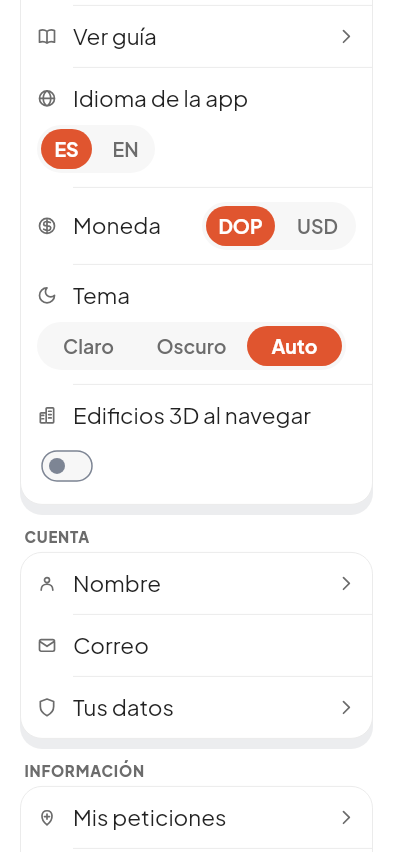 Ver guía
Idioma de la app
ES EN
Moneda DOP USD
Tema
Claro Oscuro Auto
Edificios 3D al navegar
CUENTA
Nombre
Correo
Tus datos
INFORMACIÓN
Mis peticiones